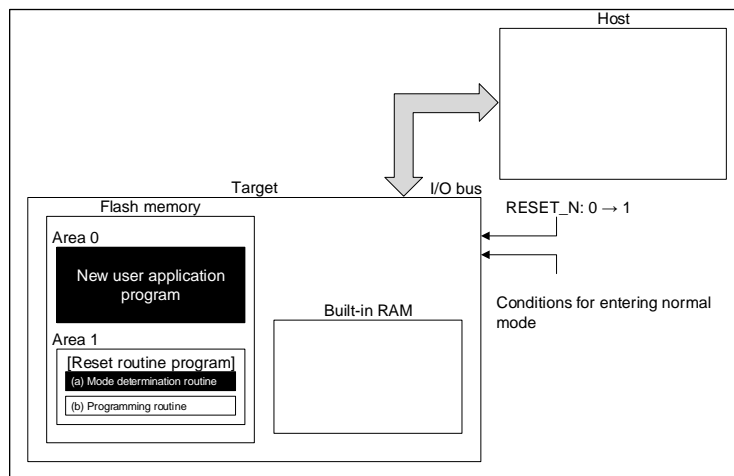 Host
Target
I/O bus
Flash memory
RESET_N: 0 → 1
Area 0
New user application
program
Conditions for entering normal
mode
Built-in RAM
Area 1
[Reset routine program]
(a) Mode determination routine
(b) Programming routine